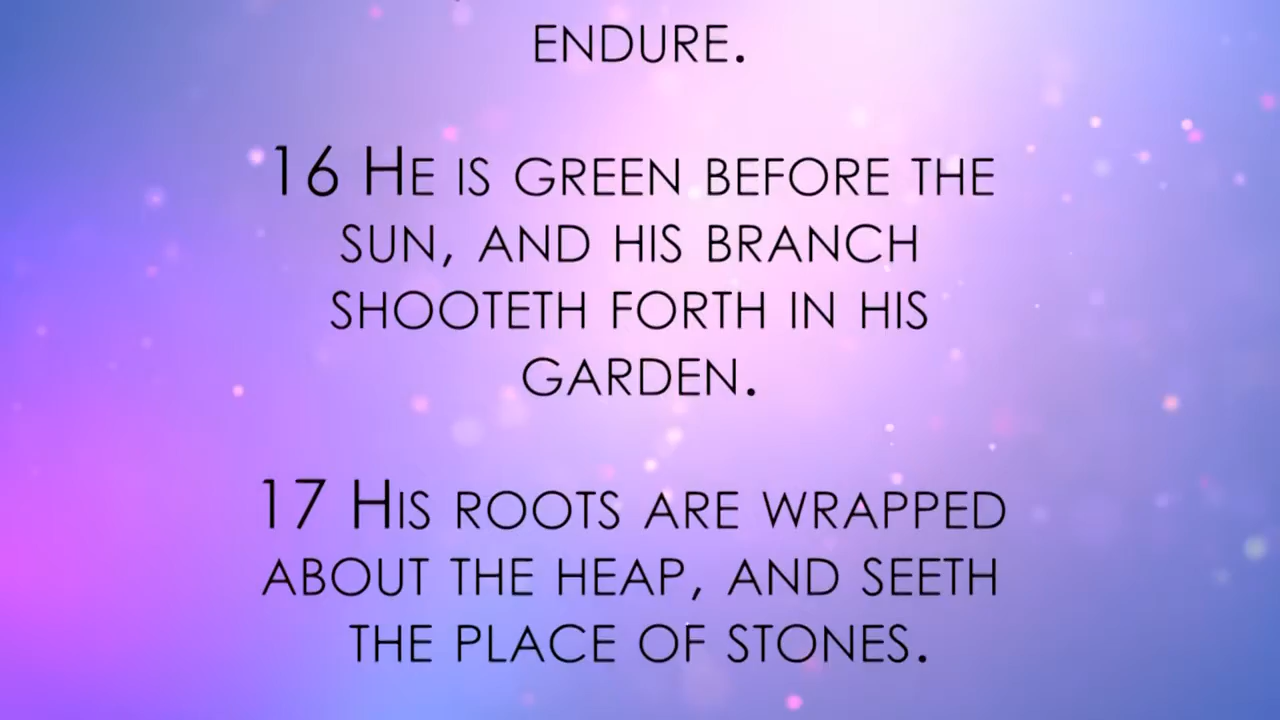 ENDURE.
16 HE IS GREEN BEFORE THE
SUN, AND HIS BRANCH
SHOOTETH FORTH IN HIS
GARDEN.
17 HIS ROOTS ARE WRAPPED
ABOUT THE HEAP, AND SEETH
THE PLACE OF STONES.